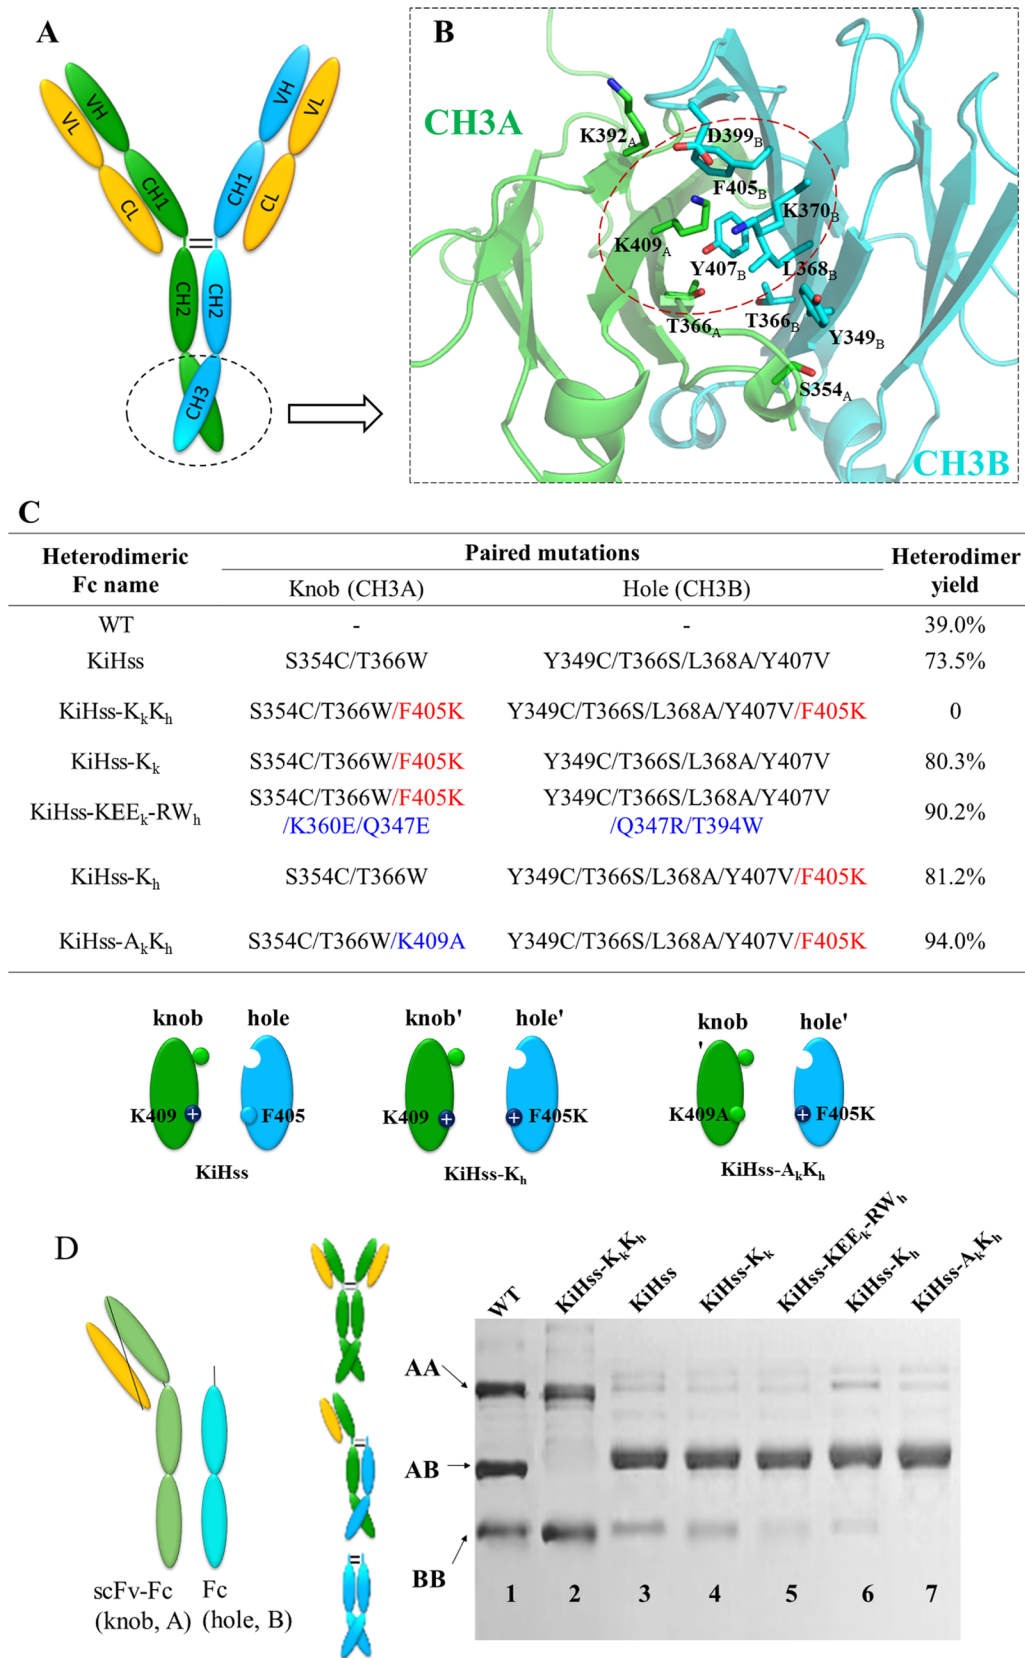 A
VH
VL
CH1
CL
VH
VL
CH1
CL
CH2
CH2
CH3
B
CH3A
K392A
D399B
F405B
K370B
K409A
Y407B
L368B
T366A
T366B
Y349B
S354A
CH3B
C
Heterodimeric Fc name
Paired mutations
Heterodimer yield
Knob (CH3A) Hole (CH3B)
WT - - 39.0%
KiHss S354C/T366W Y349C/T366S/L368A/Y407V 73.5%
KiHss-KkKh S354C/T366W/F405K Y349C/T366S/L368A/Y407V/F405K 0
KiHss-Kk S354C/T366W/F405K Y349C/T366S/L368A/Y407V 80.3%
KiHss-KEEk-RWh S354C/T366W/F405K Y349C/T366S/L368A/Y407V 90.2%
/K360E/Q347E /Q347R/T394W
KiHss-Kh S354C/T366W Y349C/T366S/L368A/Y407V/F405K 81.2%
KiHss-AkKh S354C/T366W/K409A Y349C/T366S/L368A/Y407V/F405K 94.0%
knob hole knob' hole' knob ' hole'
K409 + F405 K409 + + F405K K409A + F405K
KiHss KiHss-Kh KiHss-AkKh
D
scFv-Fc
(knob, A)
Fc
(hole, B)
WT
KiHss-KkKh
KiHss
KiHss-Kk
KiHss-KEEk-RWh
KiHss-Kh
KiHss-AkKh
AA
AB
BB
1 2 3 4 5 6 7